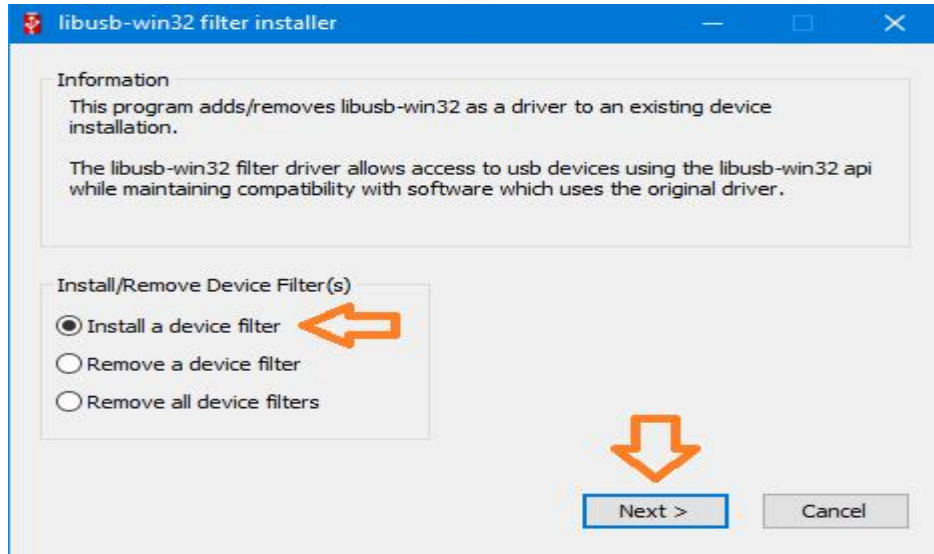 libusb-win32 filter installer
Information
This program adds/removes libusb-win32 as a driver to an existing device
installation.
The libusb-win32 filter driver allows access to usb devices using the libusb-win32 api
while maintaining compatibility with software which uses the original driver.
Install/Remove Device Filter(s)
Install a device filter
Remove a device filter
Remove all device filters
Next >
Cancel